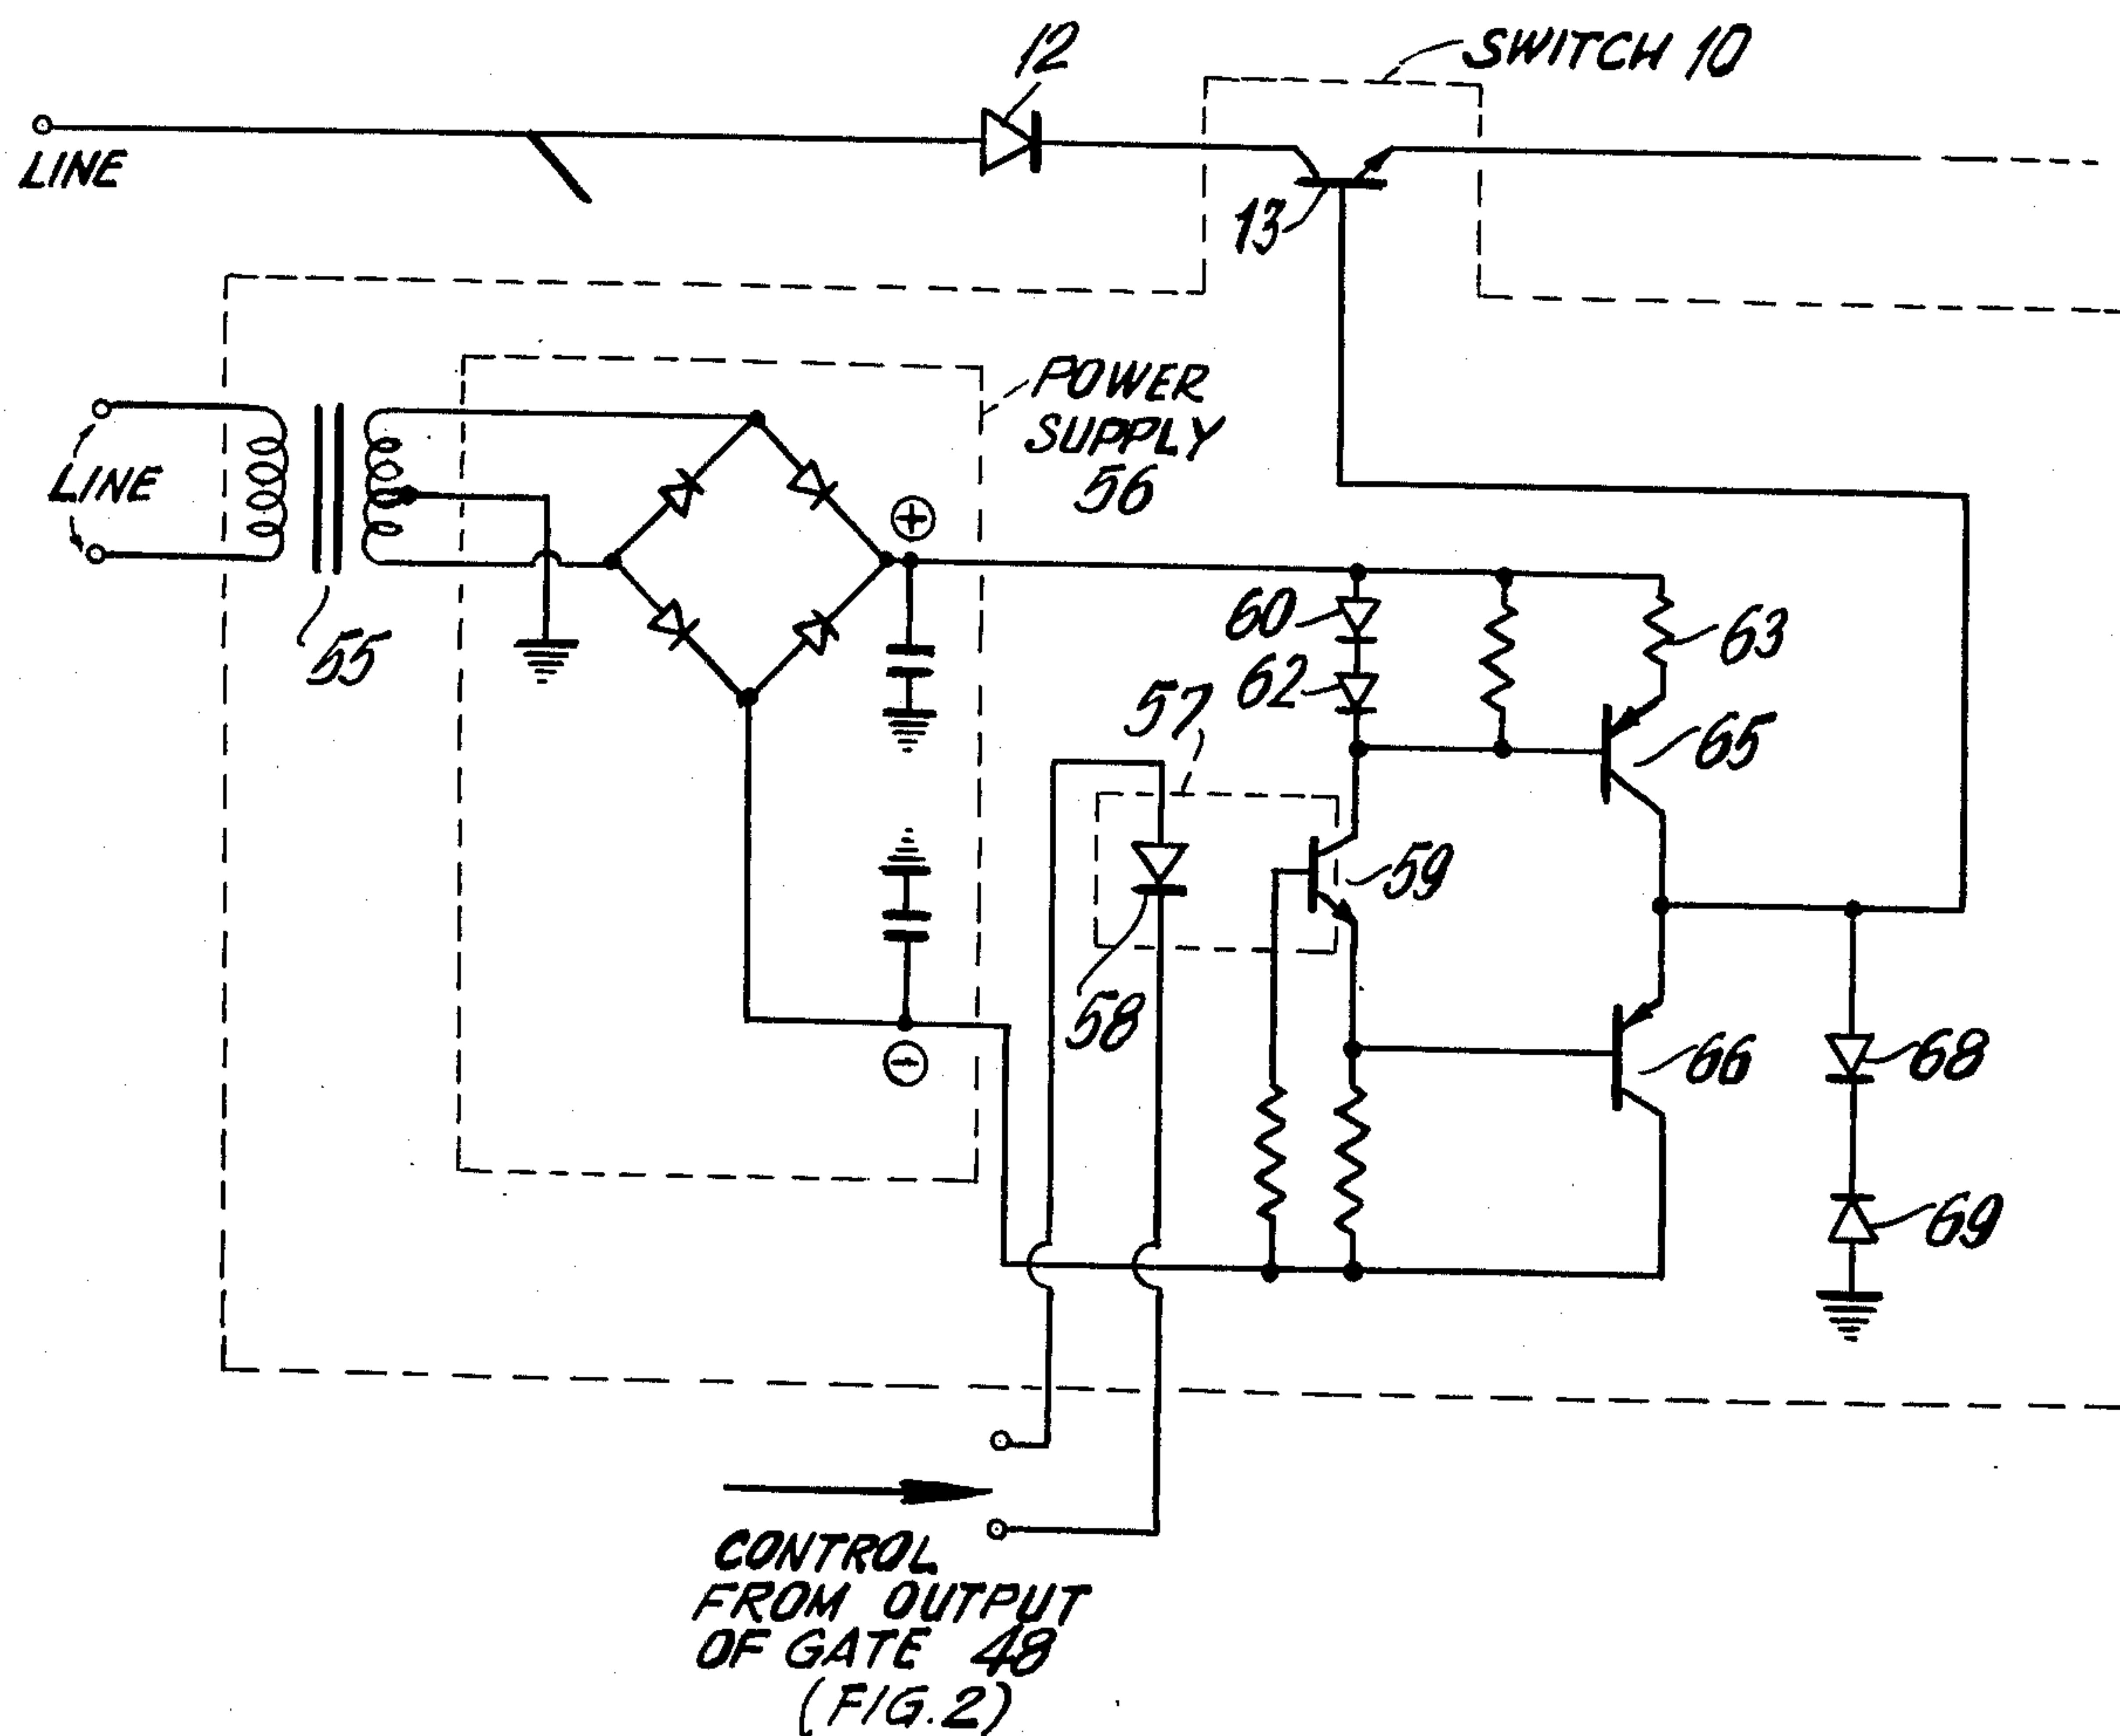 12
SWITCH 10
LINE
13
POWER
SUPPLY
56
LINE
+
55
60
62
63
57
65
59
58
−
66
68
69
CONTROL
FROM OUTPUT
OF GATE 48
(FIG.2)